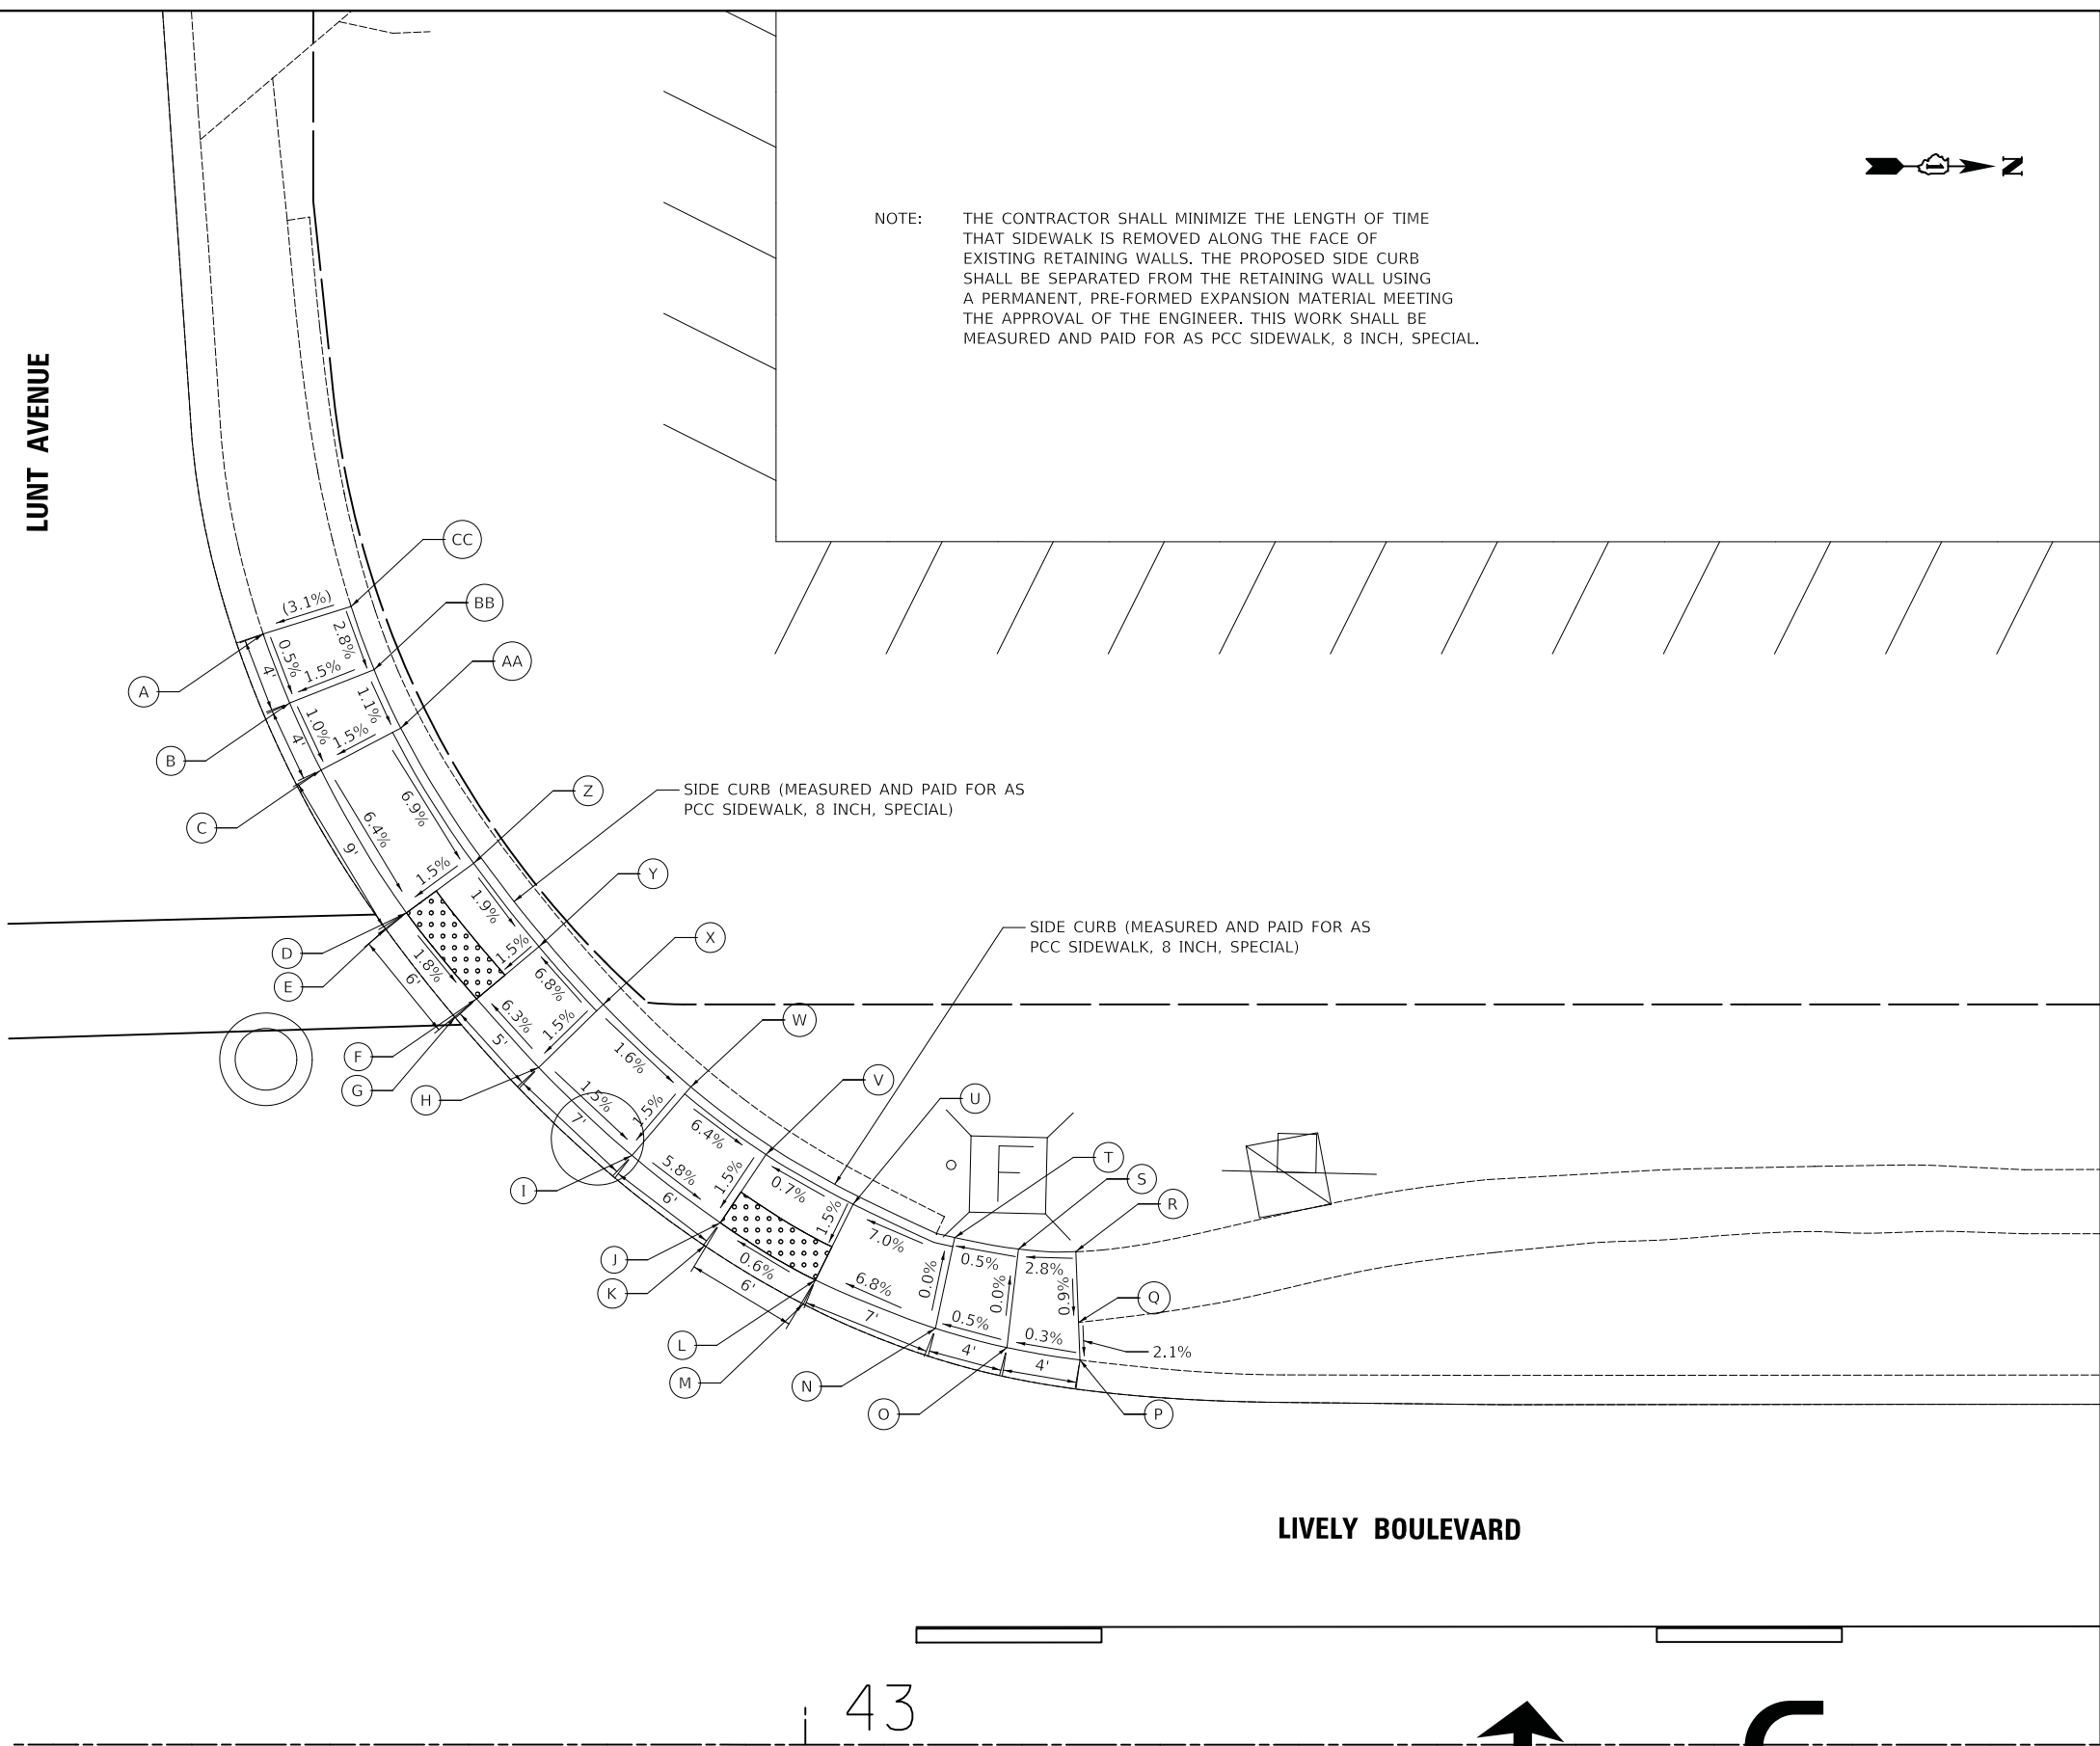 N
NOTE: THE CONTRACTOR SHALL MINIMIZE THE LENGTH OF TIME
THAT SIDEWALK IS REMOVED ALONG THE FACE OF
EXISTING RETAINING WALLS. THE PROPOSED SIDE CURB
SHALL BE SEPARATED FROM THE RETAINING WALL USING
A PERMANENT, PRE-FORMED EXPANSION MATERIAL MEETING
THE APPROVAL OF THE ENGINEER. THIS WORK SHALL BE
MEASURED AND PAID FOR AS PCC SIDEWALK, 8 INCH, SPECIAL.
LUNT AVENUE
CC
BB
AA
(3.1%)
2.8%
0.5%
1.5%
4'
A
1.1%
1.0%
1.5%
4'
B
C
Z
SIDE CURB (MEASURED AND PAID FOR AS
PCC SIDEWALK, 8 INCH, SPECIAL)
6.9%
6.4%
9'
1.5%
Y
1.9%
1.5%
X
SIDE CURB (MEASURED AND PAID FOR AS
PCC SIDEWALK, 8 INCH, SPECIAL)
D
E
1.8%
6'
6.8%
6.3%
1.5%
5'
W
F
G
H
1.6%
1.5%
1.5%
7'
V
U
6.4%
5.8%
1.5%
6'
I
T
S
R
F
0.7%
1.5%
0.6%
6'
J
K
7.0%
6.8%
0.0%
7'
0.5%
0.0%
0.5%
4'
2.8%
0.6%
0.3%
4'
Q
2.1%
L
M
N
O
P
LIVELY BOULEVARD
43